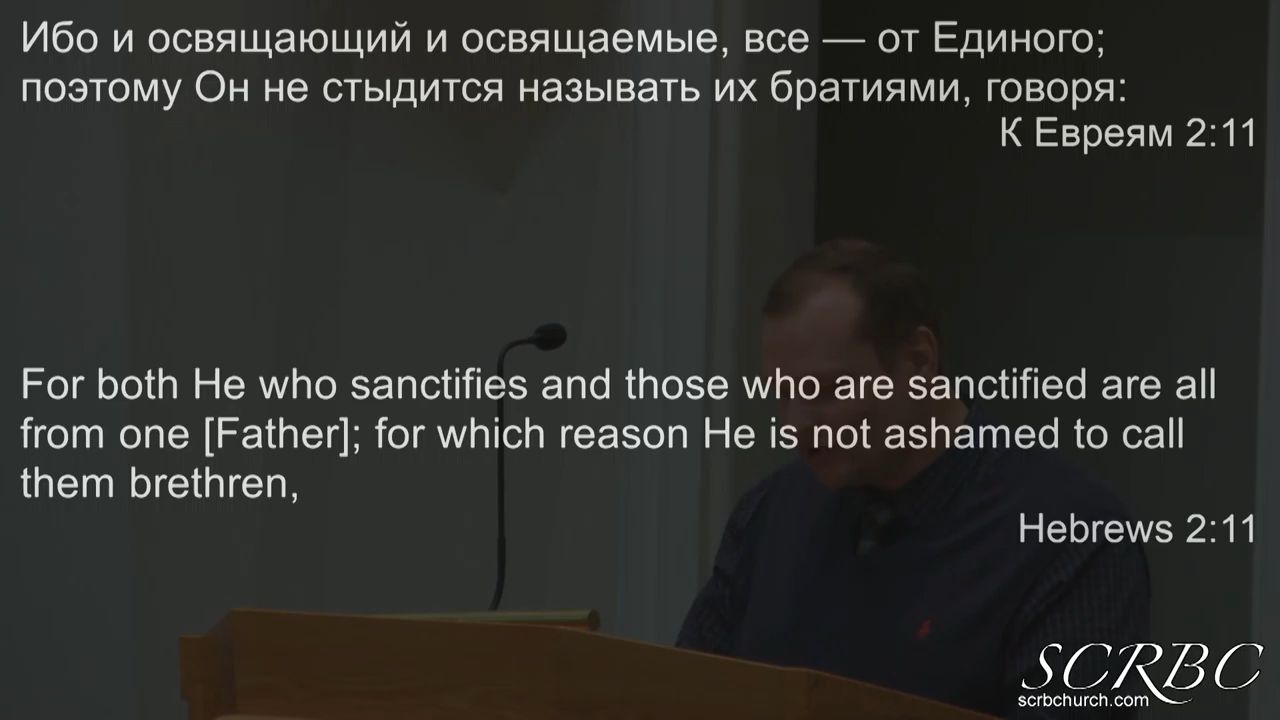 Ибо и освящающий и освящаемые, все — от Единого;
поэтому Он не стыдится называть их братиями, говоря:
К Евреям 2:11
For both He who sanctifies and those who are sanctified are all
from one [Father]; for which reason He is not ashamed to call
them brethren,
Hebrews 2:11
SCRBC
scrbchurch.com